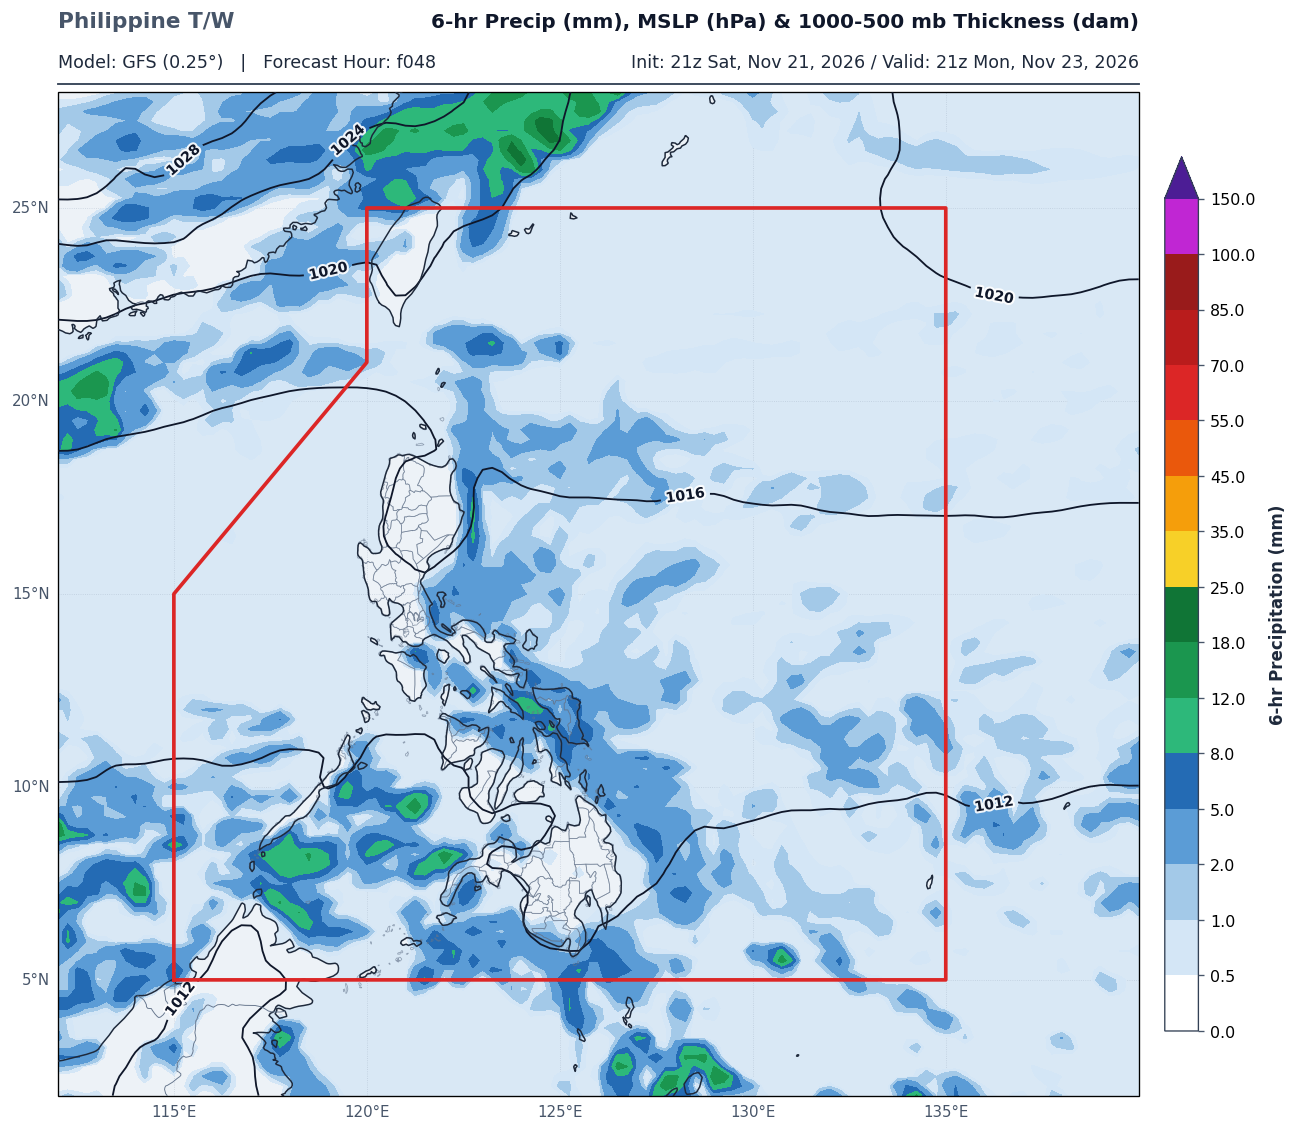 Philippine T/W
6-hr Precip (mm), MSLP (hPa) & 1000-500 mb Thickness (dam)
Model: GFS (0.25°) | Forecast Hour: f048
Init: 21z Sat, Nov 21, 2026 / Valid: 21z Mon, Nov 23, 2026
1028
1024
1020
1020
1016
1012
1012
25°N
20°N
15°N
10°N
5°N
115°E
120°E
125°E
130°E
135°E
150.0
100.0
85.0
70.0
55.0
45.0
35.0
25.0
18.0
12.0
8.0
5.0
2.0
1.0
0.5
0.0
6-hr Precipitation (mm)